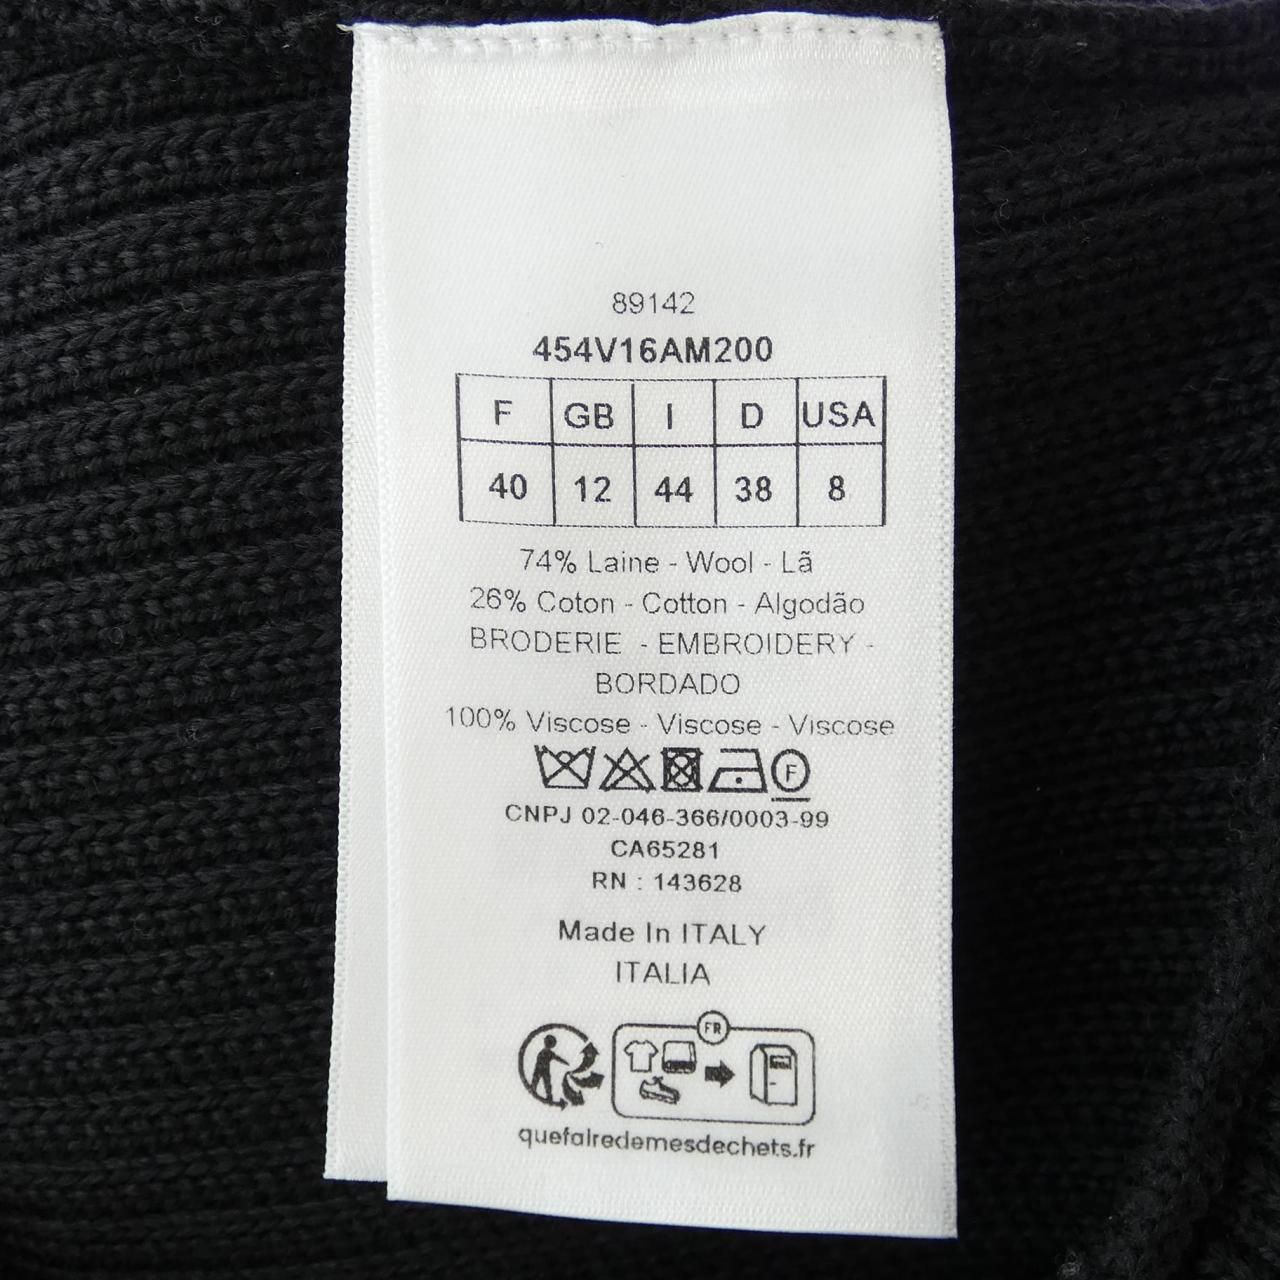 89142
454V16AM200
F GB I D USA
40 12 44 38 8
74% Laine - Wool - Lã
26% Coton - Cotton - Algodão
BRODERIE - EMBROIDERY -
BORDADO
100% Viscose - Viscose - Viscose
F
CNPJ 02-046-366/0003-99
CA65281
RN : 143628
Made In ITALY
ITALIA
FR
quefairedemesdechets.fr